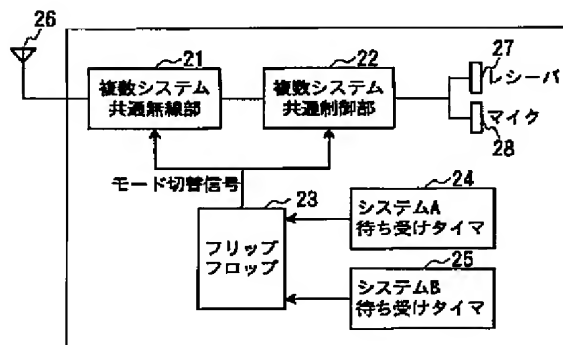 26
21
複数システム
共通無線部
22
複数システム
共通制御部
27
レシーバ
マイク
28
モード切替信号
23
フリップ
フロップ
24
システムA
待ち受けタイマ
25
システムB
待ち受けタイマ